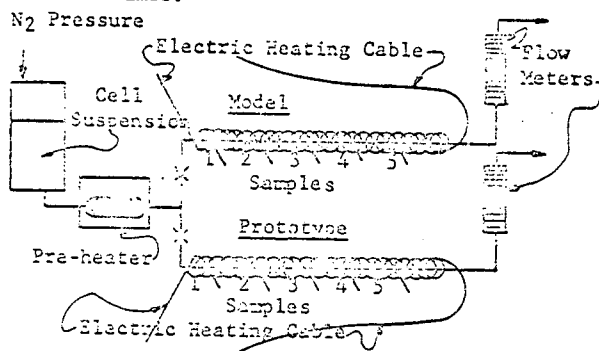 N2 Pressure
Electric Heating Cable
Flow
Meters
Cell
Suspension
Model
1 2 3 4 5
Samples
Prototype
Pre-heater
1 2 3 4 5
Samples
Electric Heating Cable